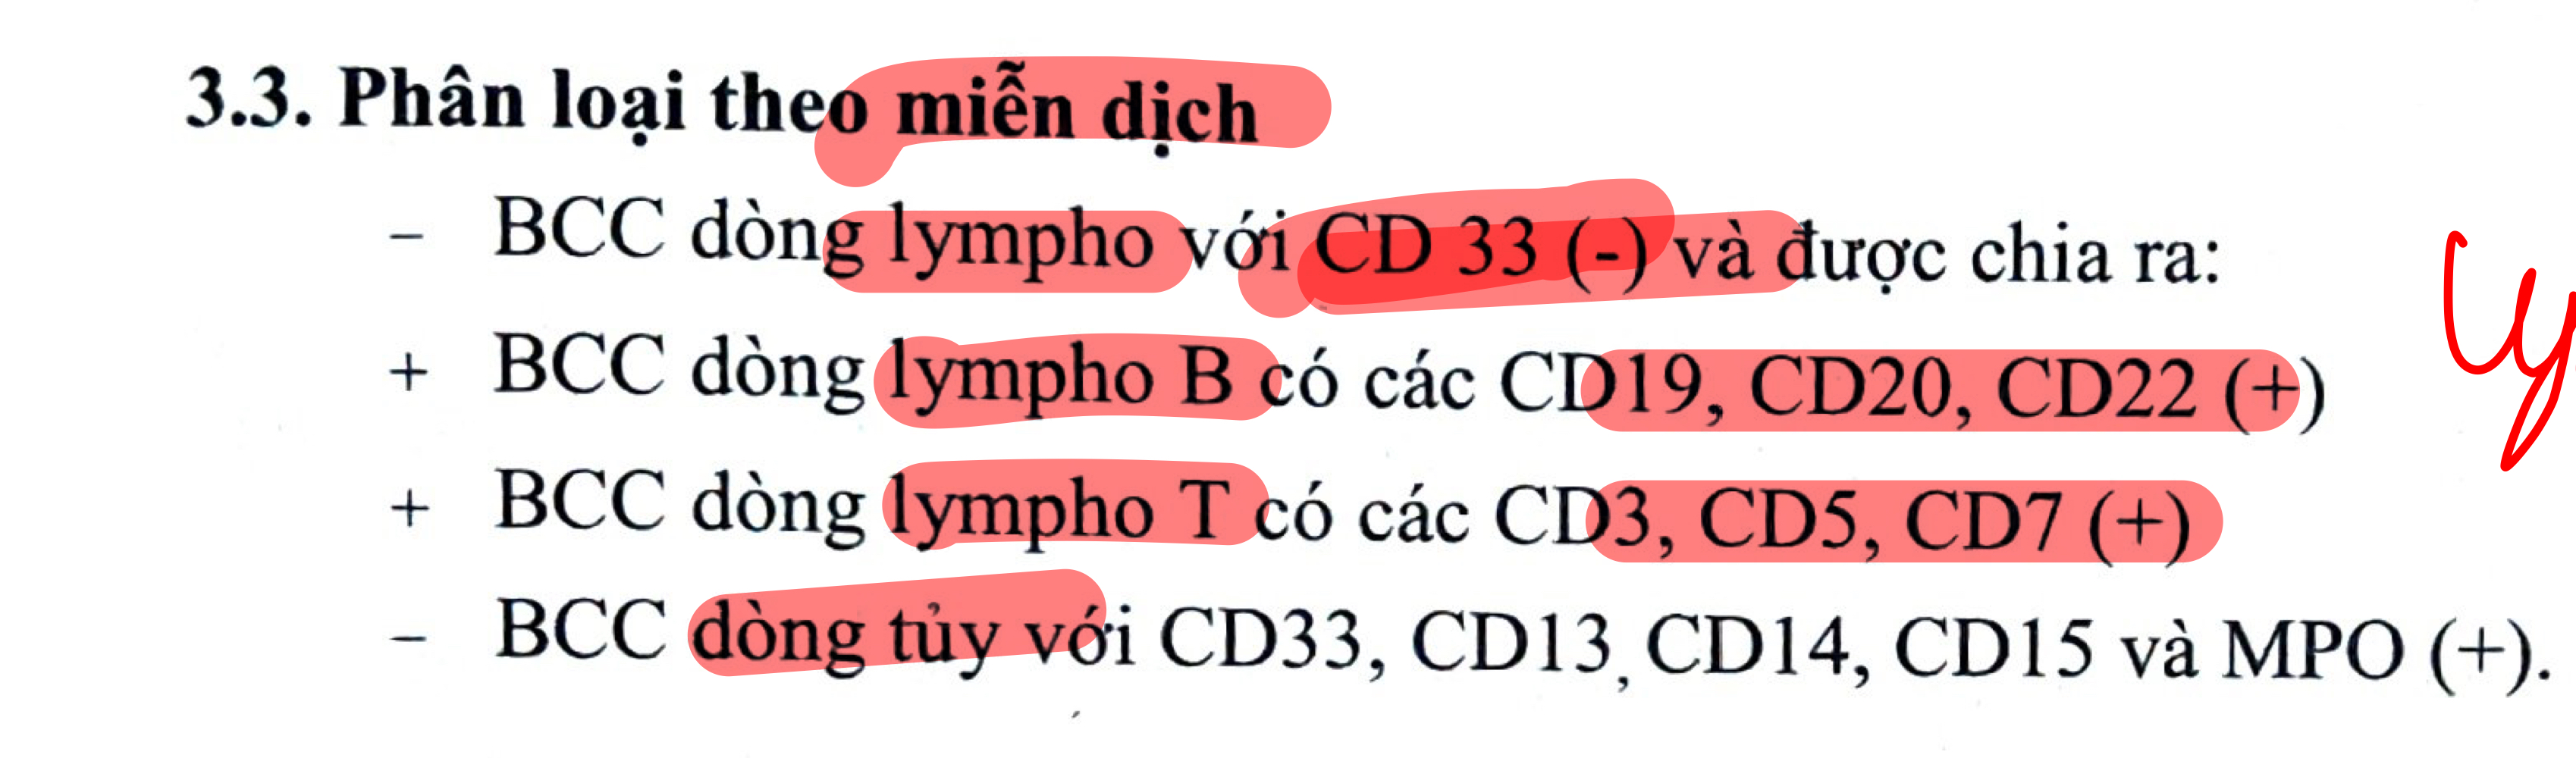 3.3. Phân loại theo miễn dịch
– BCC dòng lympho với CD 33 (-) và được chia ra:
+ BCC dòng lympho B có các CD19, CD20, CD22 (+)
+ BCC dòng lympho T có các CD3, CD5, CD7 (+)
– BCC dòng tủy với CD33, CD13, CD14, CD15 và MPO (+).